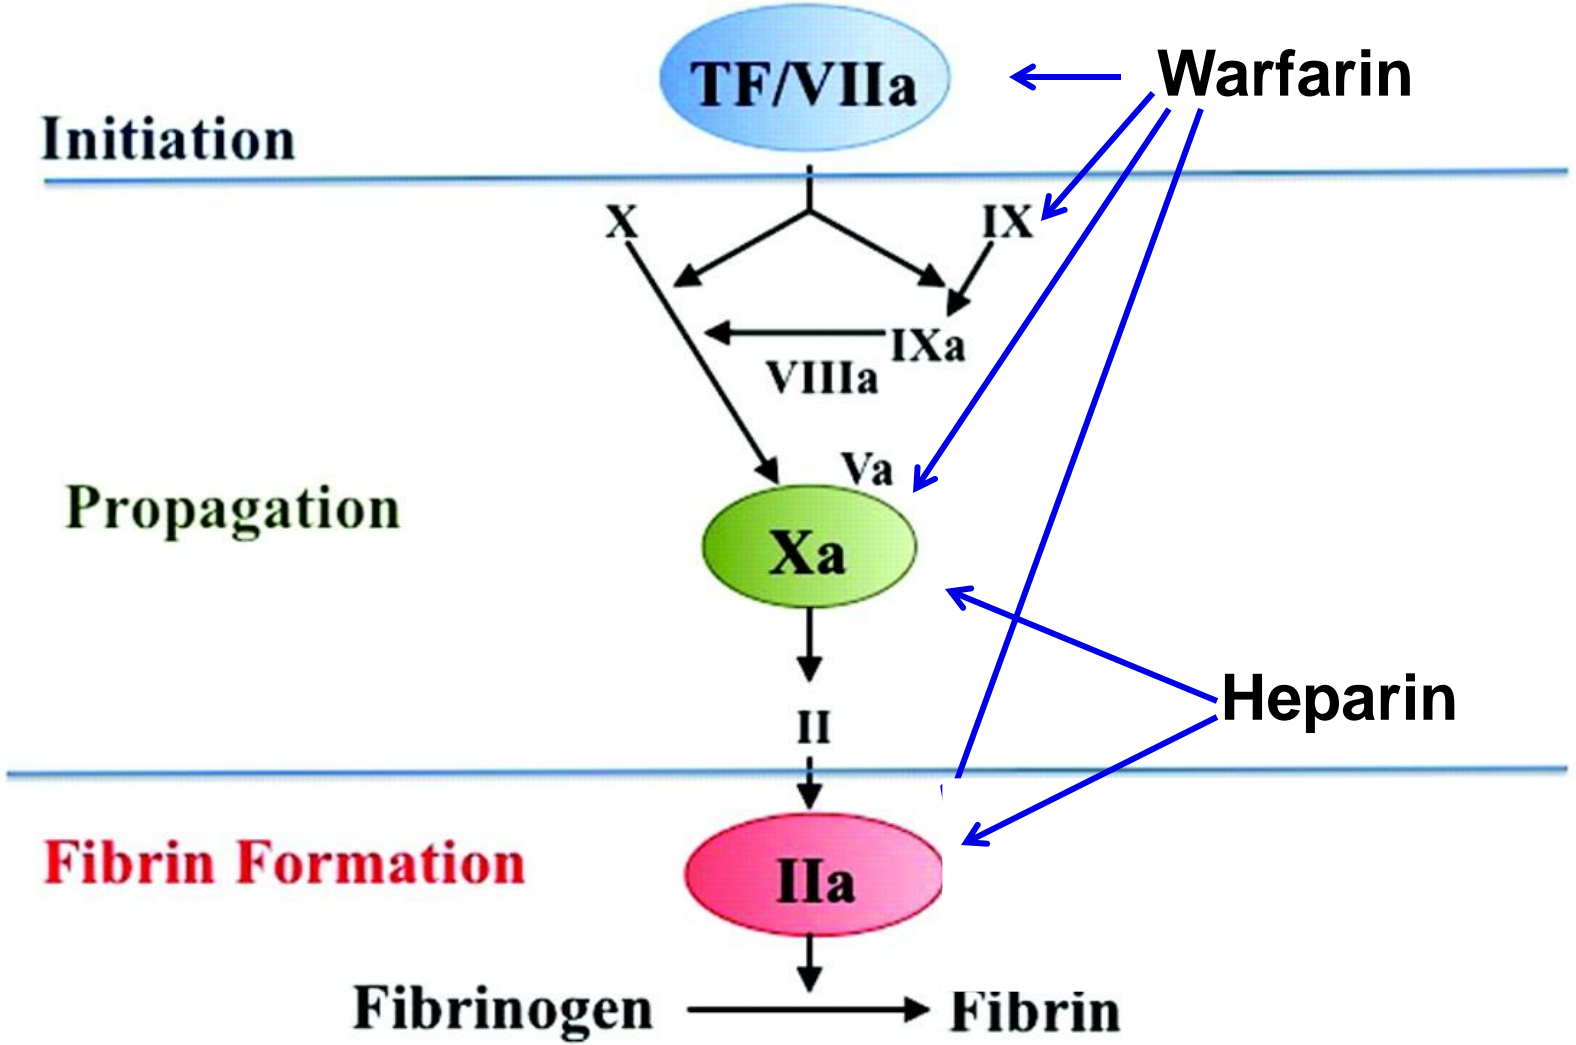 TF/VIIa
Warfarin
Initiation
X
IX
IXa
VIIIa
Va
Propagation
Xa
Heparin
II
Fibrin Formation
IIa
Fibrinogen
Fibrin